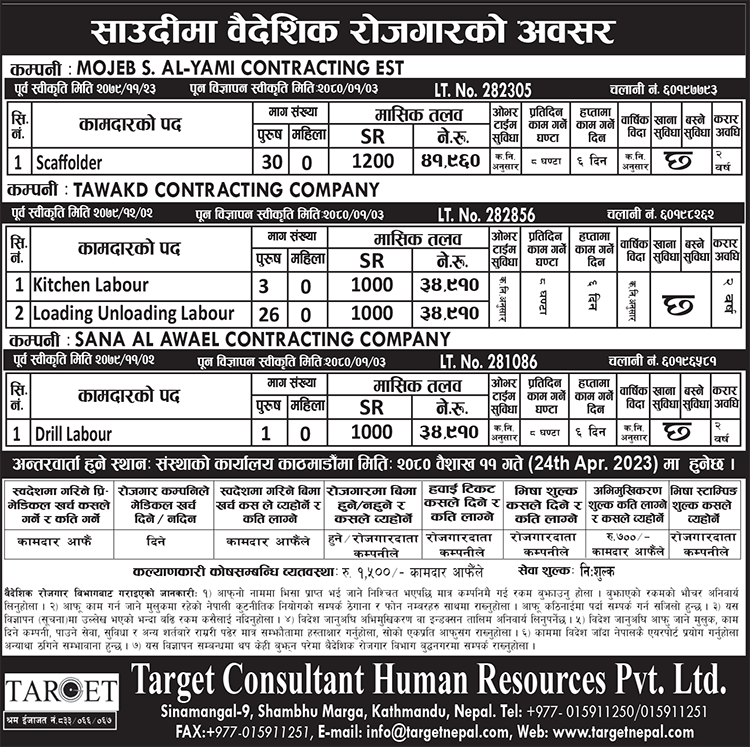 साउदीमा वैदेशिक रोजगारको अवसर
कम्पनी : MOJEB S. AL-YAMI CONTRACTING EST
पूर्व स्वीकृति मिति २०७९/११/२३ पून विज्ञापन स्वीकृति मिति:२०८०/०१/०३ LT. No. 282305 चलानी नं. ६०१९७७९३
सि. नं. कामदारको पद माग संख्या पुरुष महिला मासिक तलव SR ने.रू. ओभर टाईम सुविधा प्रतिदिन काम गर्ने घण्टा हप्तामा काम गर्ने दिन वार्षिक विदा खाना सुविधा बस्ने सुविधा करार अवधि
1 Scaffolder 30 0 1200 ४१,९६० क.नि. अनुसार ८ घण्टा ६ दिन क.नि. अनुसार छ २ वर्ष
कम्पनी : TAWAKD CONTRACTING COMPANY
पूर्व स्वीकृति मिति २०७९/१२/०२ पून विज्ञापन स्वीकृति मिति:२०८०/०१/०३ LT. No. 282856 चलानी नं. ६०१९८२६२
सि. नं. कामदारको पद माग संख्या पुरुष महिला मासिक तलव SR ने.रू. ओभर टाईम सुविधा प्रतिदिन काम गर्ने घण्टा हप्तामा काम गर्ने दिन वार्षिक विदा खाना सुविधा बस्ने सुविधा करार अवधि
1 Kitchen Labour 3 0 1000 ३४,९१० क.नि.अनुसार ८ घण्टा ६ दिन क.नि. अनुसार छ २ वर्ष
2 Loading Unloading Labour 26 0 1000 ३४,९१०
कम्पनी : SANA AL AWAEL CONTRACTING COMPANY
पूर्व स्वीकृति मिति २०७९/११/०२ पून विज्ञापन स्वीकृति मिति:२०८०/०१/०३ LT. No. 281086 चलानी नं. ६०१९६५८१
सि. नं. कामदारको पद माग संख्या पुरुष महिला मासिक तलव SR ने.रू. ओभर टाईम सुविधा प्रतिदिन काम गर्ने घण्टा हप्तामा काम गर्ने दिन वार्षिक विदा खाना सुविधा बस्ने सुविधा करार अवधि
1 Drill Labour 1 0 1000 ३४,९१० क.नि. अनुसार ८ घण्टा ६ दिन क.नि. अनुसार छ २ वर्ष
अन्तरवार्ता हुने स्थानः संस्थाको कार्यालय काठमाडौंमा मितिः २०८० वैशाख ११ गते (24th Apr. 2023) मा हुनेछ ।
स्वदेशमा गरिने प्रि-मेडिकल खर्च कसले गर्ने र कति गर्ने रोजगार कम्पनिले मेडिकल खर्च दिने / नदिन स्वदेशमा गरिने बिमा खर्च कस ले व्यहोर्ने र कति लाग्ने रोजगारमा बिमा हुने/नहुने र कसले व्यहोर्ने हवाई टिकट कसले दिने र कति लाग्ने भिषा शुल्क कसले दिने र कति लाग्ने अभिमुखिकरण शुल्क कति लाग्ने र कसले व्यहोर्ने भिषा स्टाम्पिङ शुल्क कसले व्यहोर्ने
कामदार आफैँ दिने कामदार आफैँले हुने/रोजगारदाता कम्पनीले रोजगारदाता कम्पनीले रोजगारदाता कम्पनीले रु.७००/- कामदार आफैँले रोजगारदाता कम्पनीले
कल्याणकारी कोषसम्बन्धि व्यवस्थाः रु. १,५००/- कामदार आफैँले सेवा शुल्कः निःशुल्क
वैदेशिक रोजगार विभागबाट गराइएको जानकारी: १) आफूनो नाममा भिसा प्राप्त भई जाने निश्चित भएपछि मात्र कम्पनिमै गई रकम बुझाउनु होला । बुझाएको रकमको भौचर अनिवार्य
लिनुहोला । २) आफू काम गर्न जाने मुलुकमा रहेको नेपाली कुटनीतिक नियोगको सम्पर्क ठेगाना र फोन नम्बरहरु साथमा राख्नुहोला । आफू कठिनाईमा पर्दा सम्पर्क गर्न सजिलो हुन्छ । ३) यस
विज्ञापन (सूचना)मा उल्लेख भएको भन्दा बढि रकम कसैलाई नदिनुहोला । ४) विदेश जानुअघि अभिमुखिकरण वा इन्डक्सन तालिम अनिवार्य लिनुपर्नेछ । ५) विदेश जानुअघि आफू जाने मुलुक, काम
दिने कम्पनी, पाउने सेवा, सुविधा र अन्य शर्तबारे राम्ररी पढेर मात्र सम्झौतामा हस्ताक्षर गर्नुहोला, सोको एकप्रति आफूसंग राख्नुहोला । ६) काममा विदेश जाँदा नेपालकै एयरपोर्ट प्रयोग गर्नुहोला
अन्यथा ठगिने सम्भावना हुन्छ । ७) यस विज्ञापन सम्बन्धमा थप केही बुझ्न परेमा वैदेशिक रोजगार विभाग बुद्धनगरमा सम्पर्क राख्नुहोला ।
TARGET
श्रम ईजाजत नं.८३३/०६६/०६७
Target Consultant Human Resources Pvt. Ltd.
Sinamangal-9, Shambhu Marga, Kathmandu, Nepal. Tel: +977- 015911250/015911251
FAX:+977-015911251, E-mail: info@targetnepal.com, Web: www.targetnepal.com